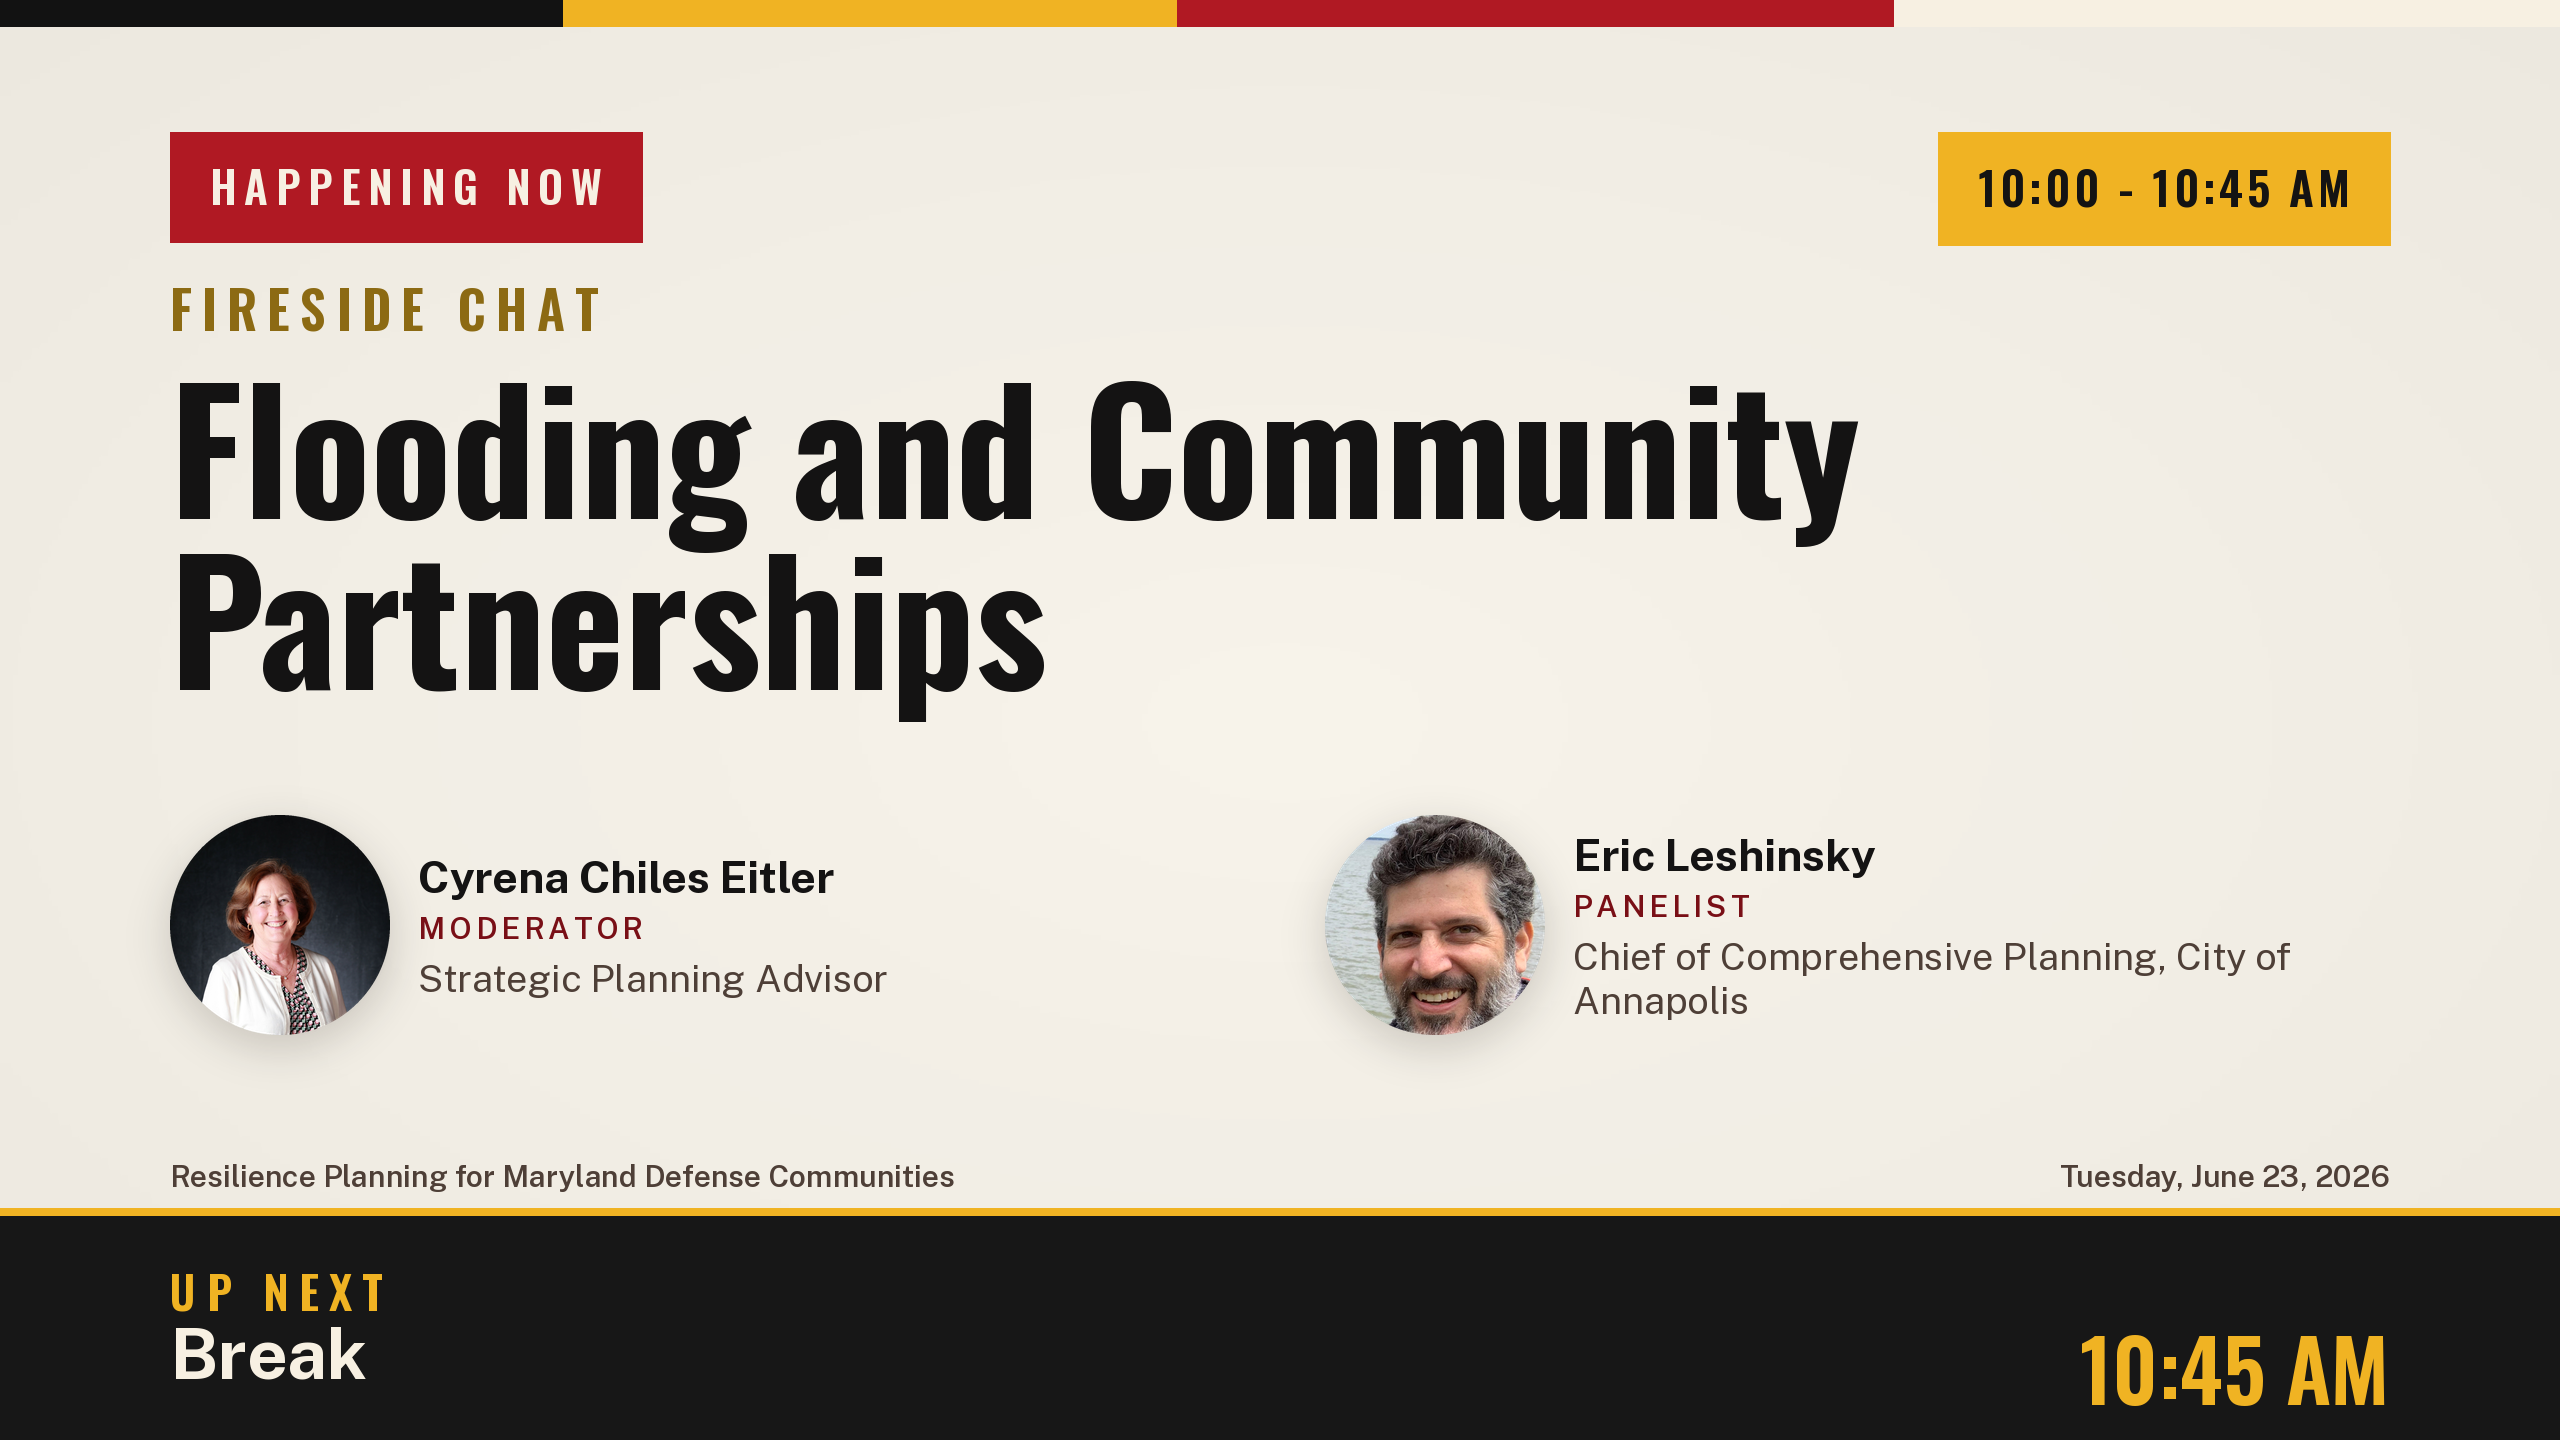 HAPPENING NOW
10:00 - 10:45 AM
FIRESIDE CHAT
Flooding and Community
Partnerships
Cyrena Chiles Eitler
MODERATOR
Strategic Planning Advisor
Eric Leshinsky
PANELIST
Chief of Comprehensive Planning, City of
Annapolis
Resilience Planning for Maryland Defense Communities
Tuesday, June 23, 2026
UP NEXT
Break
10:45 AM